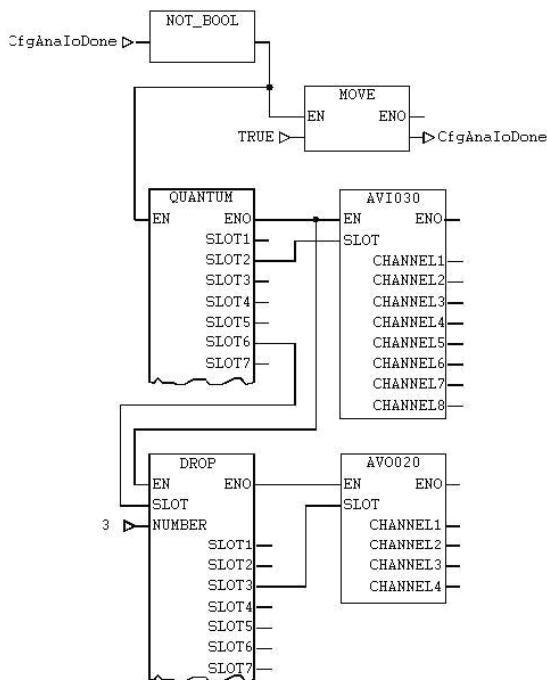 NOT_BOOL
CfgAnaIoDone
MOVE
EN ENO
TRUE CfgAnaIoDone
QUANTUM AVI030
EN ENO EN ENO
SLOT1 SLOT
SLOT2 CHANNEL1
SLOT3 CHANNEL2
SLOT4 CHANNEL3
SLOT5 CHANNEL4
SLOT6 CHANNEL5
SLOT7 CHANNEL6
CHANNEL7
CHANNEL8
DROP AVO020
EN ENO EN ENO
SLOT SLOT
3 NUMBER CHANNEL1
SLOT1 CHANNEL2
SLOT2 CHANNEL3
SLOT3 CHANNEL4
SLOT4
SLOT5
SLOT6
SLOT7